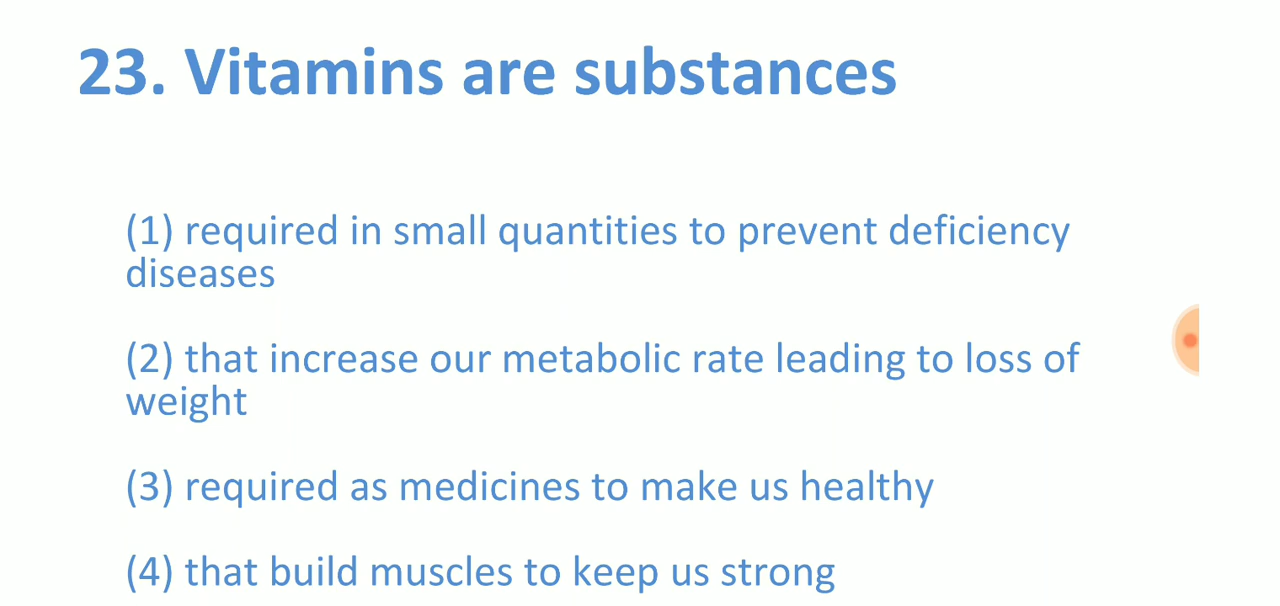 23. Vitamins are substances
(1) required in small quantities to prevent deficiency
diseases
(2) that increase our metabolic rate leading to loss of
weight
(3) required as medicines to make us healthy
(4) that build muscles to keep us strong